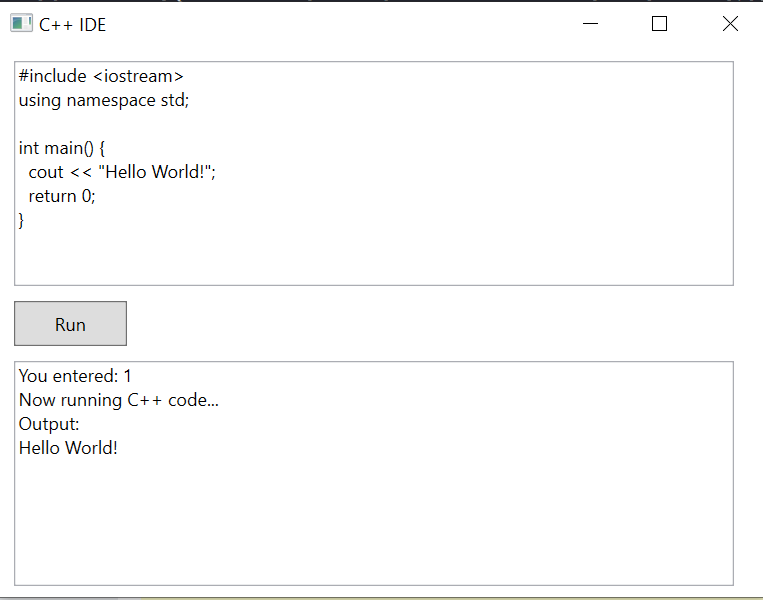 C++ IDE
#include <iostream>
using namespace std;

int main() {
  cout << "Hello World!";
  return 0;
}
Run
You entered: 1
Now running C++ code...
Output:
Hello World!